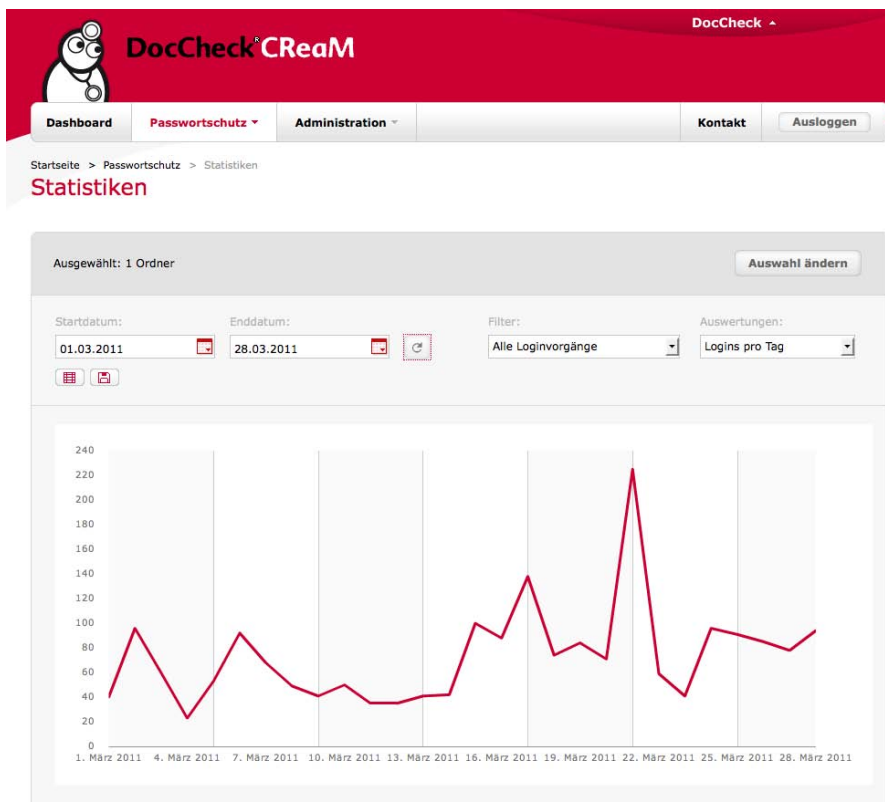 DocCheck
DocCheck® CReaM
Dashboard Passwortschutz Administration Kontakt Ausloggen
Startseite > Passwortschutz > Statistiken
Statistiken
Ausgewählt: 1 Ordner Auswahl ändern
Startdatum: Enddatum: Filter: Auswertungen:
01.03.2011 28.03.2011 Alle Loginvorgänge Logins pro Tag
240
220
200
180
160
140
120
100
80
60
40
20
0
1. März 2011 4. März 2011 7. März 2011 10. März 2011 13. März 2011 16. März 2011 19. März 2011 22. März 2011 25. März 2011 28. März 2011